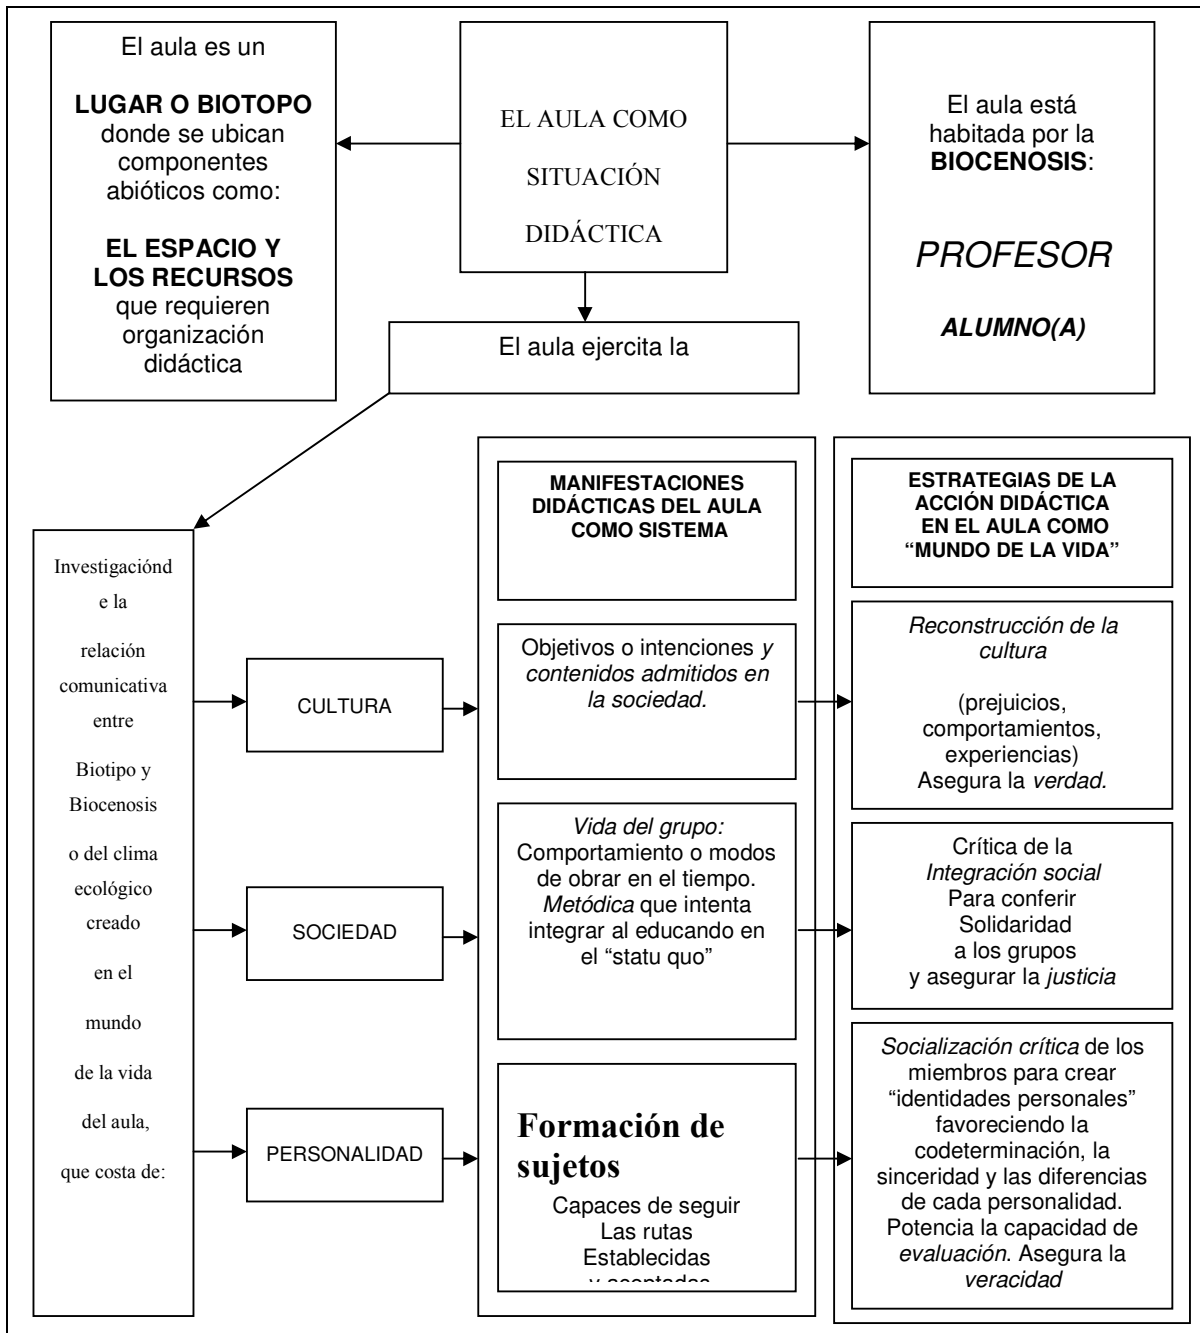 El aula es un
LUGAR O BIOTOPO
donde se ubican
componentes
abióticos como:
EL ESPACIO Y
LOS RECURSOS
que requieren
organización
didáctica
EL AULA COMO
SITUACIÓN
DIDÁCTICA
El aula está
habitada por la
BIOCENOSIS:
PROFESOR
ALUMNO(A)
El aula ejercita la
Investigaciónd
e la
relación
comunicativa
entre
Biotipo y
Biocenosis
o del clima
ecológico
creado
en el
mundo
de la vida
del aula,
que costa de:
CULTURA
SOCIEDAD
PERSONALIDAD
MANIFESTACIONES
DIDÁCTICAS DEL AULA
COMO SISTEMA
Objetivos o intenciones y
contenidos admitidos en
la sociedad.
Vida del grupo:
Comportamiento o modos
de obrar en el tiempo.
Metódica que intenta
integrar al educando en
el “statu quo”
Formación de
sujetos
Capaces de seguir
Las rutas
Establecidas
y aceptadas
ESTRATEGIAS DE LA
ACCIÓN DIDÁCTICA
EN EL AULA COMO
“MUNDO DE LA VIDA”
Reconstrucción de la
cultura
(prejuicios,
comportamientos,
experiencias)
Asegura la verdad.
Crítica de la
Integración social
Para conferir
Solidaridad
a los grupos
y asegurar la justicia
Socialización crítica de los
miembros para crear
“identidades personales”
favoreciendo la
codeterminación, la
sinceridad y las diferencias
de cada personalidad.
Potencia la capacidad de
evaluación. Asegura la
veracidad